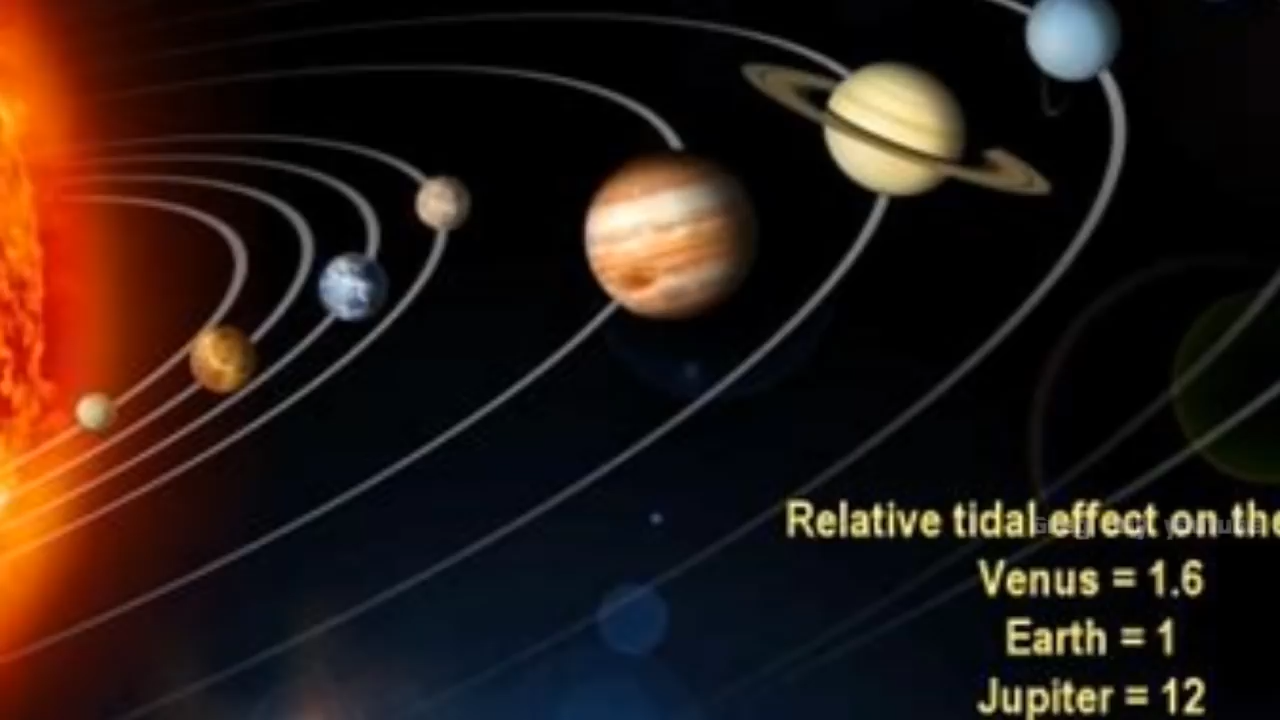 Relative tidal effect on the
Venus = 1.6
Earth = 1
Jupiter = 12